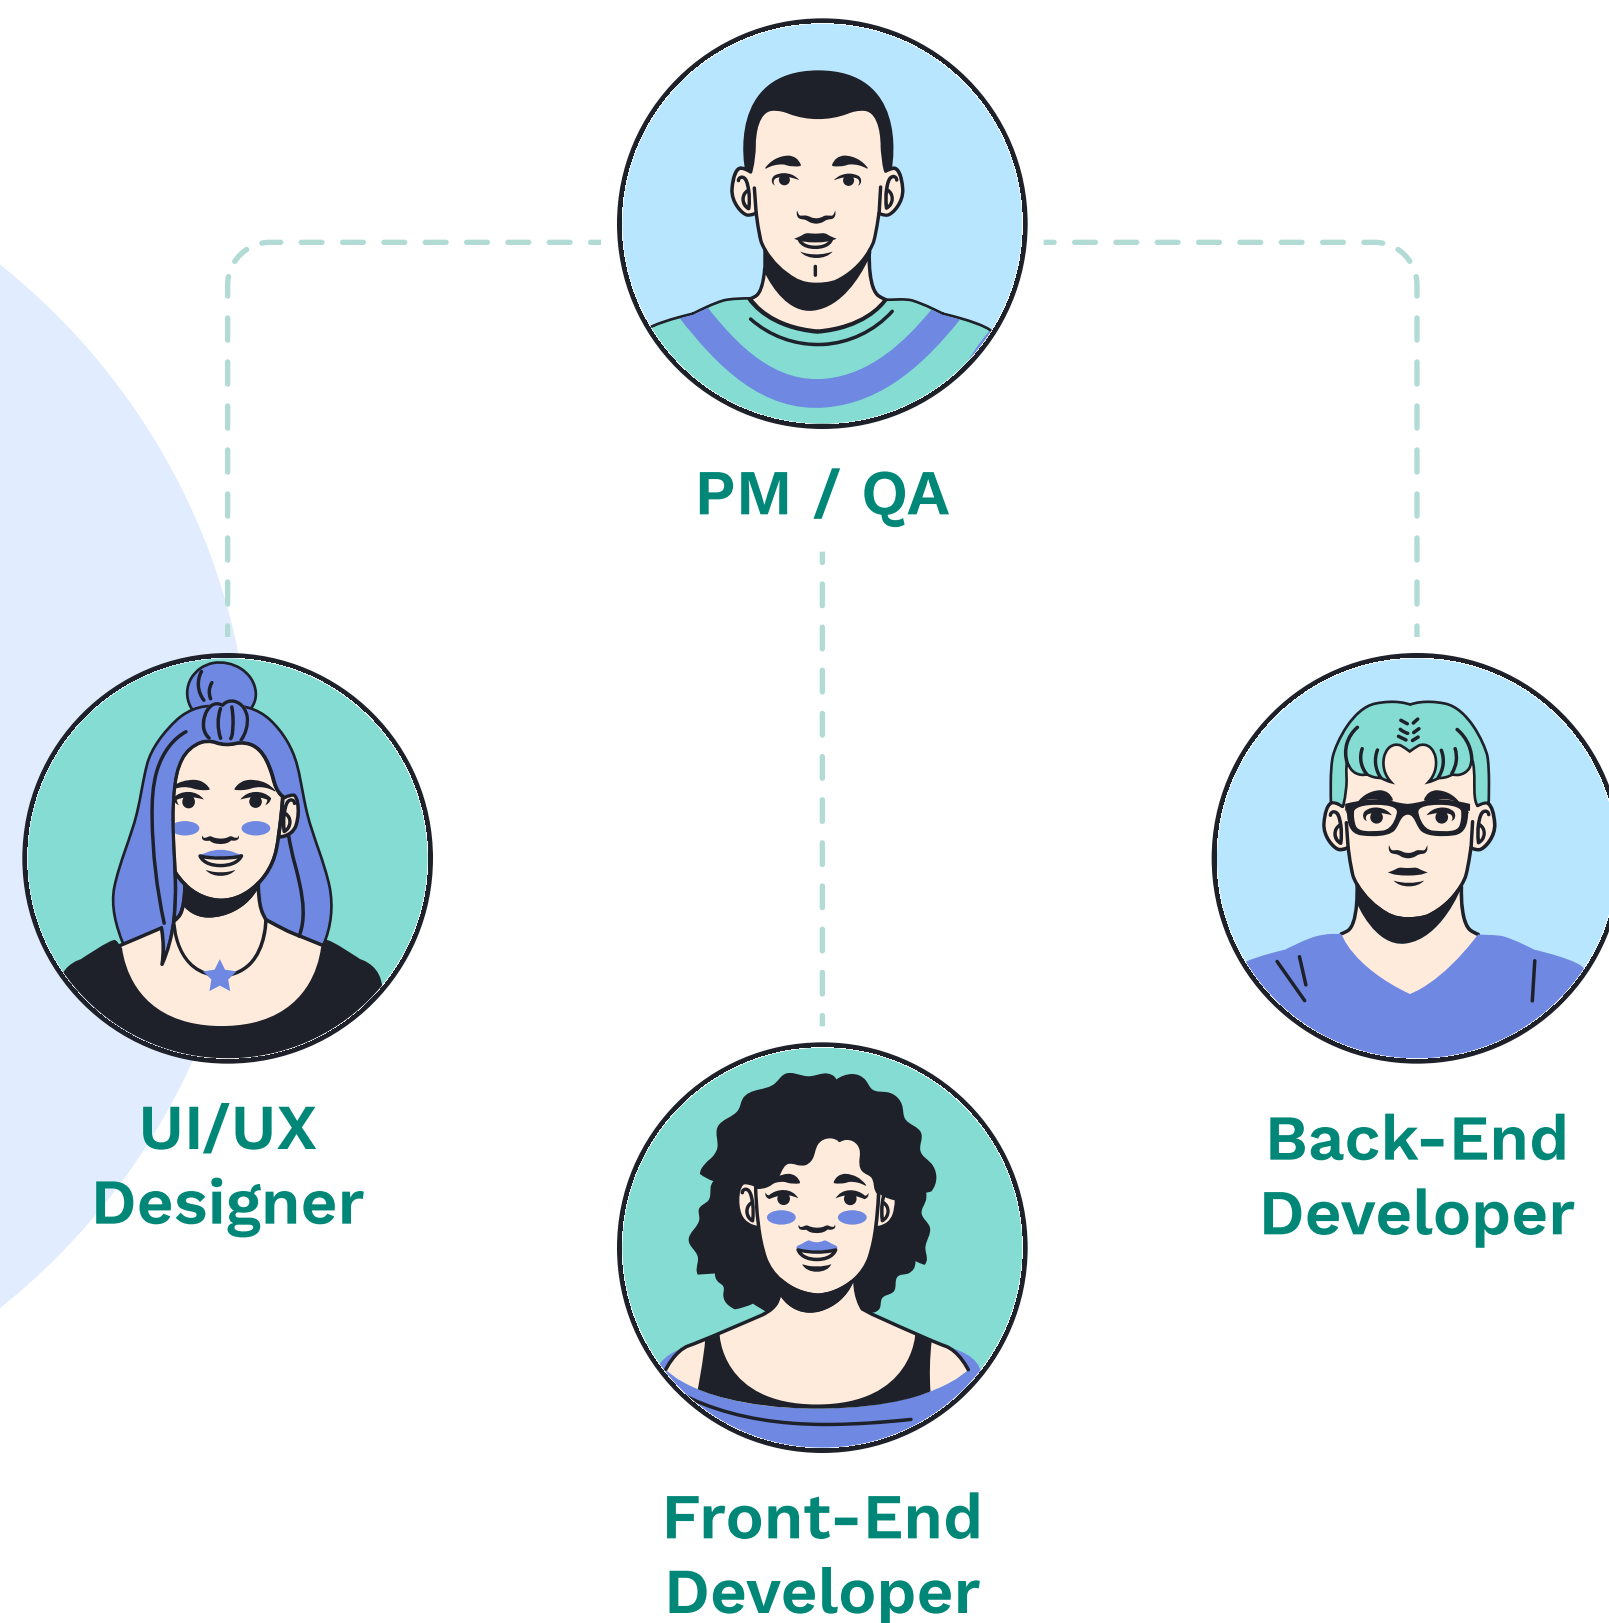 PM / QA
UI/UX
Designer
Back-End
Developer
Front-End
Developer